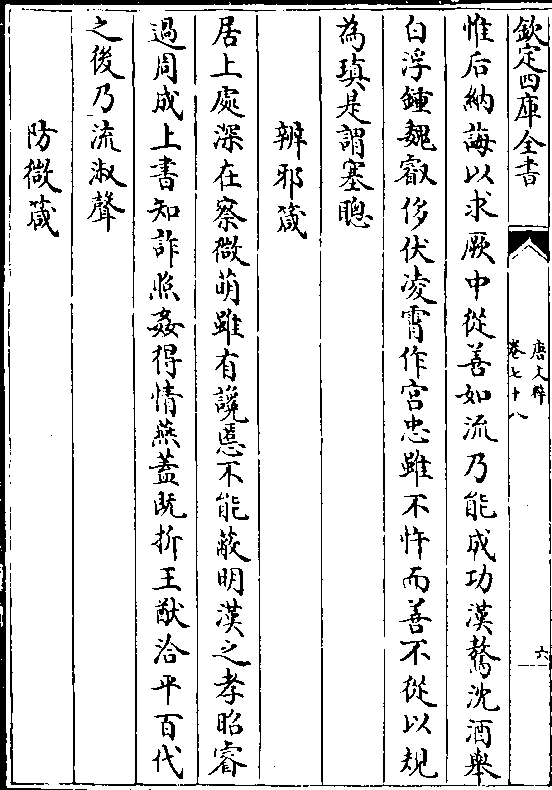 欽定四庫全書
唐文粹
卷七十八
六
惟后納誨以求厥中從善如流乃能成功漢驁沈酒舉
白浮鍾魏叡侈伏凌霄作宫忠雖不忤而善不從以規
為瑱是謂塞聰
辨邪箴
居上處深在察微萌雖有讒慝不能蔽明漢之孝昭睿
過周成上書知詐照姦得情燕蓋既折王猷洽平百代
之後乃流淑聲
防微箴